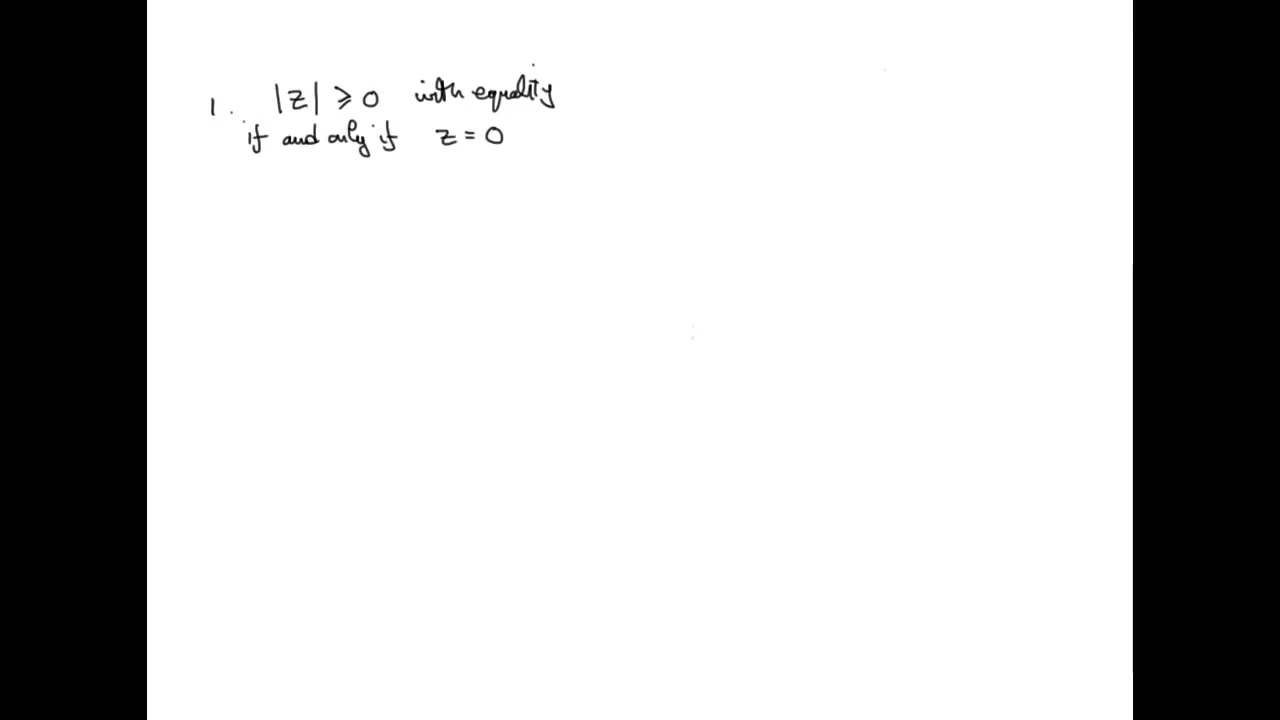 1. |z| ⩾ 0 with equality
if and only if z = 0